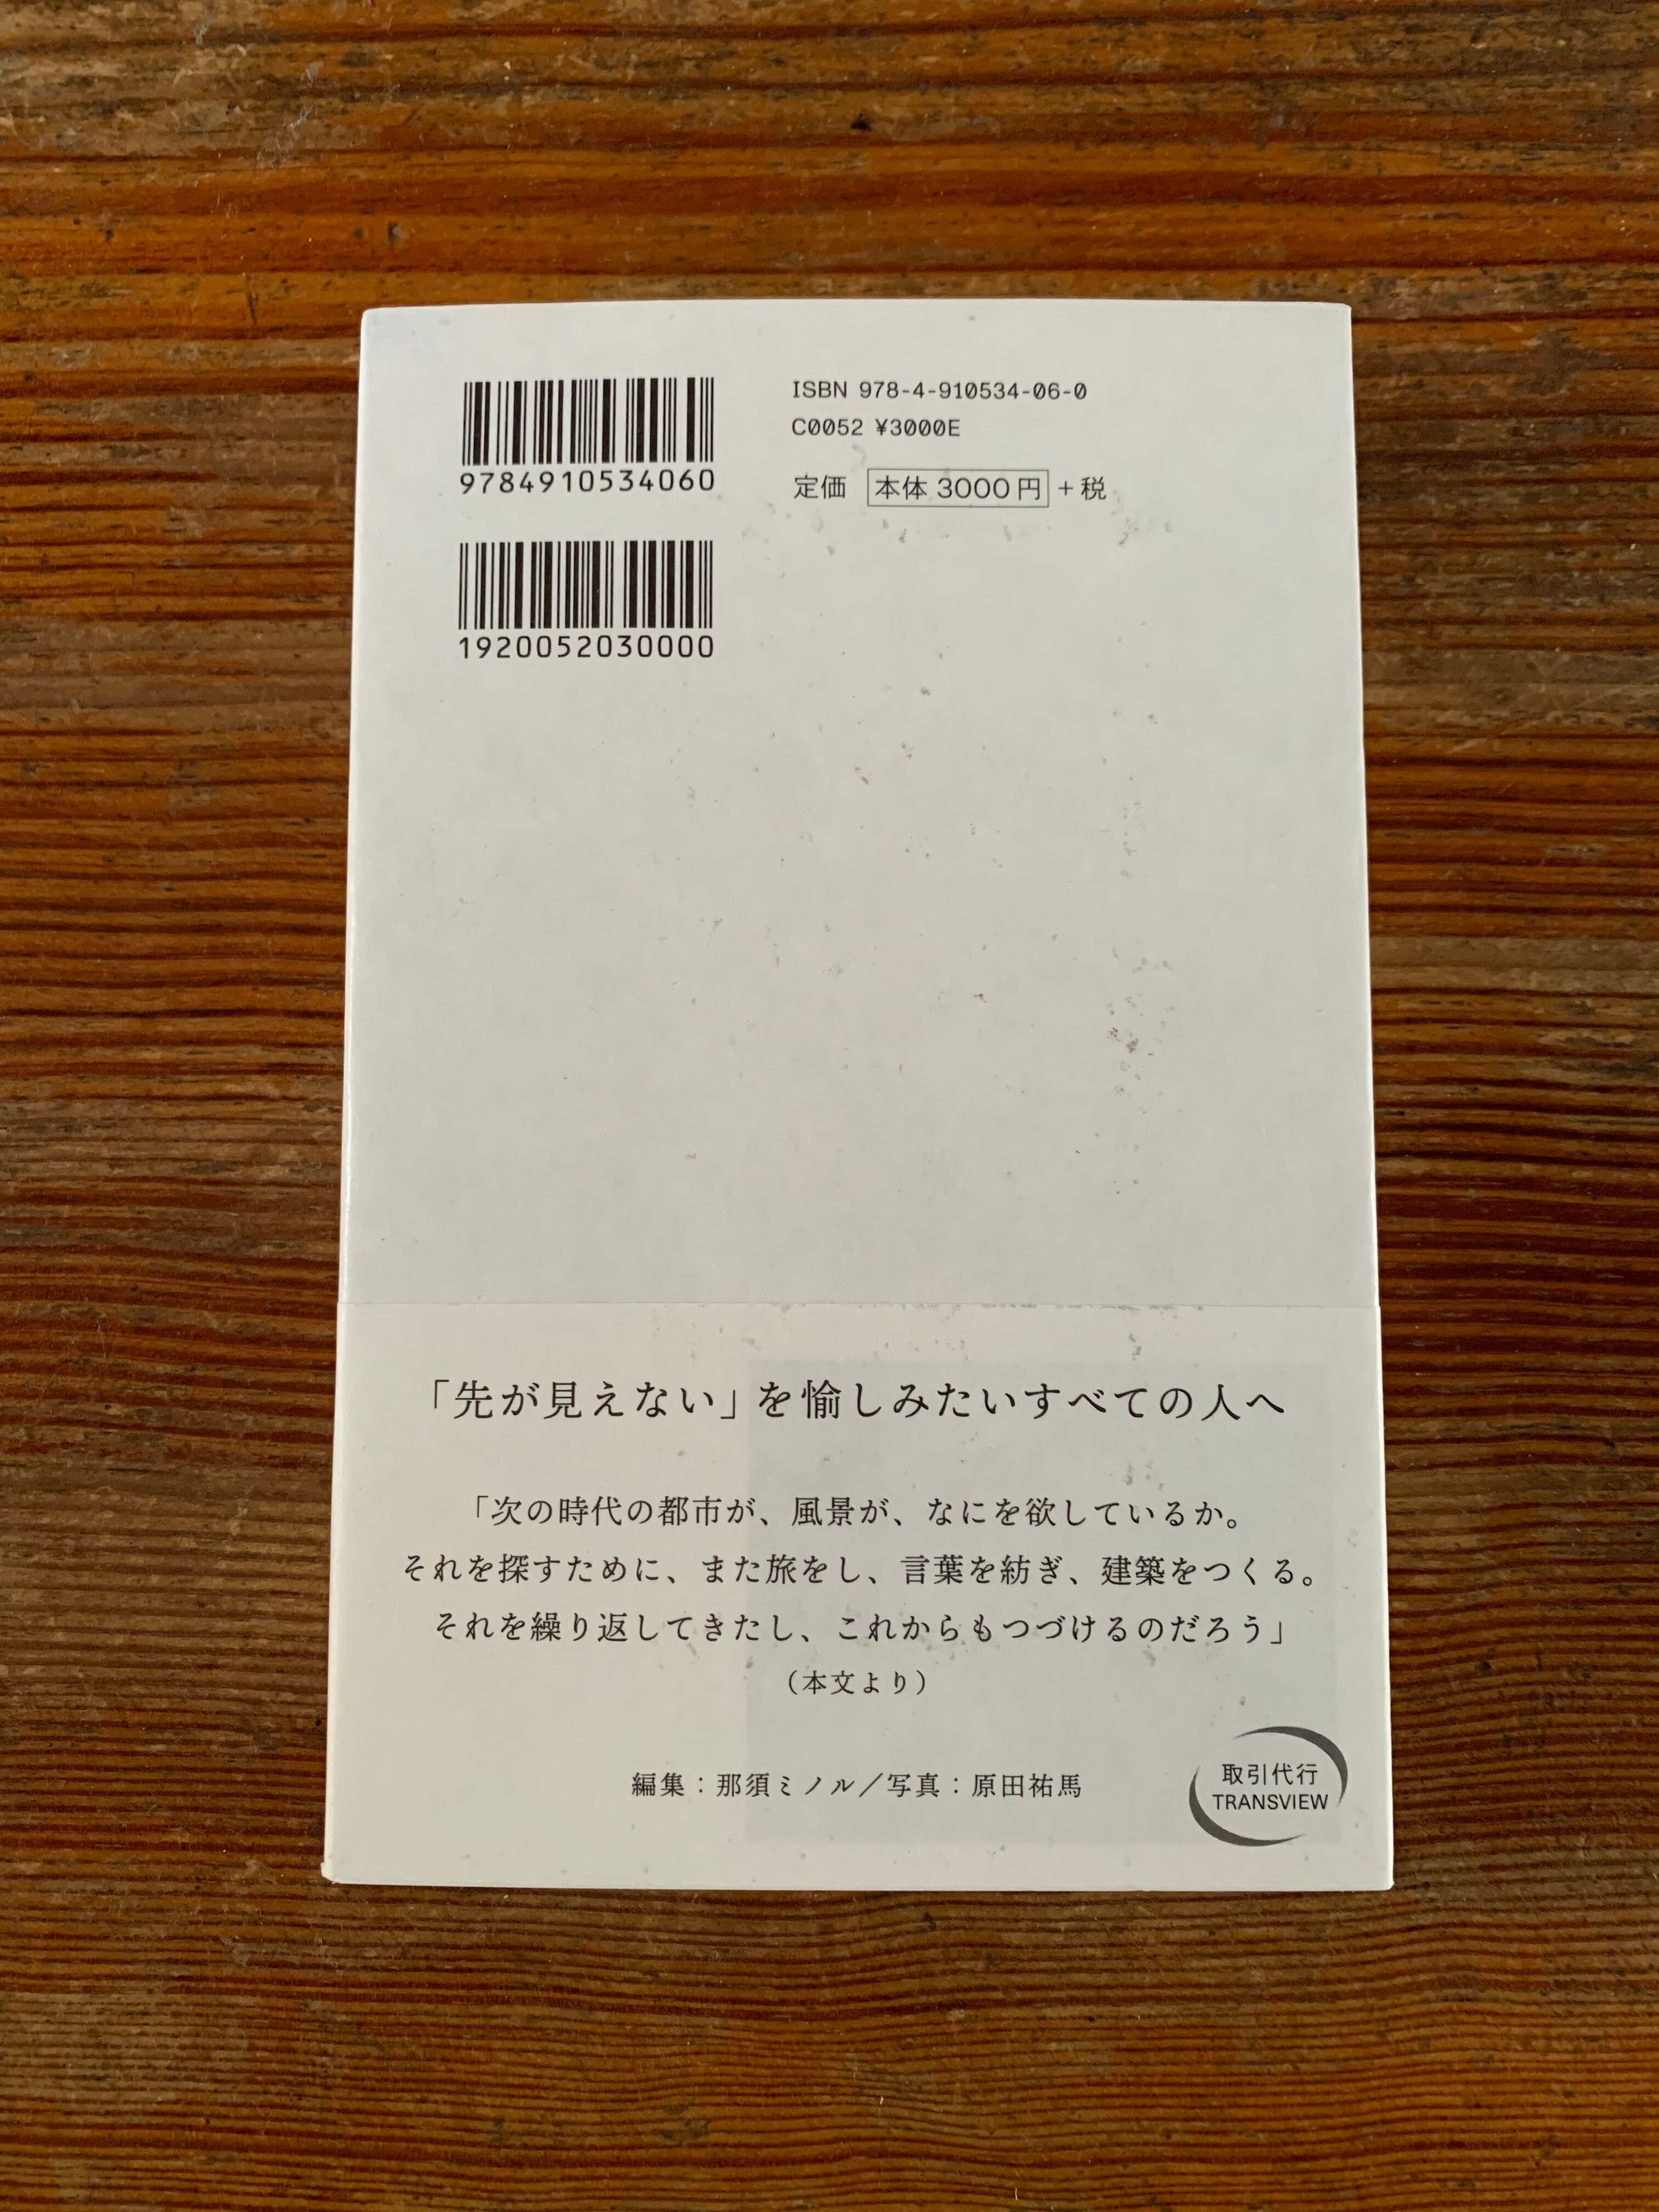 9784910534060
ISBN 978-4-910534-06-0
C0052 ¥3000E
定価 本体 3000 円 + 税
1920052030000
「先が見えない」を愉しみたいすべての人へ
「次の時代の都市が、風景が、なにを欲しているか。
それを探すために、また旅をし、言葉を紡ぎ、建築をつくる。
それを繰り返してきたし、これからもつづけるのだろう」
（本文より）
編集：那須ミノル／写真：原田祐馬
取引代行
TRANSVIEW